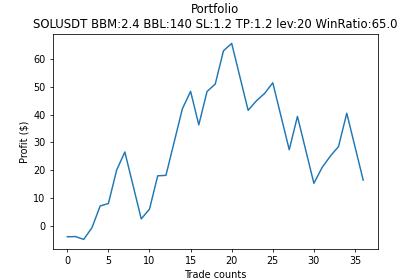 Portfolio
SOLUSDT BBM:2.4 BBL:140 SL:1.2 TP:1.2 lev:20 WinRatio:65.0
60
50
40
30
20
10
0
Profit ($)
0 5 10 15 20 25 30 35
Trade counts